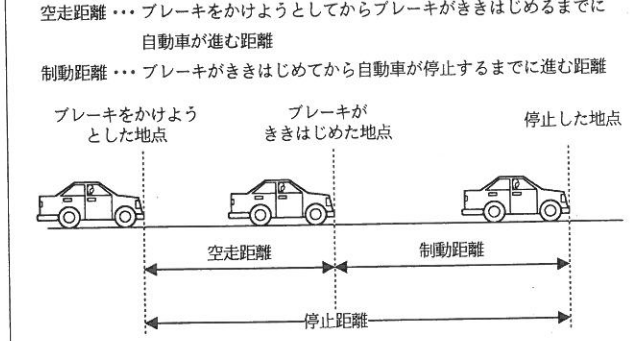 空走距離・・・ブレーキをかけようとしてからブレーキがききはじめるまでに
自動車が進む距離
制動距離・・・ブレーキがききはじめてから自動車が停止するまでに進む距離
ブレーキをかけよう
とした地点
ブレーキが
ききはじめた地点
停止した地点
空走距離
制動距離
停止距離